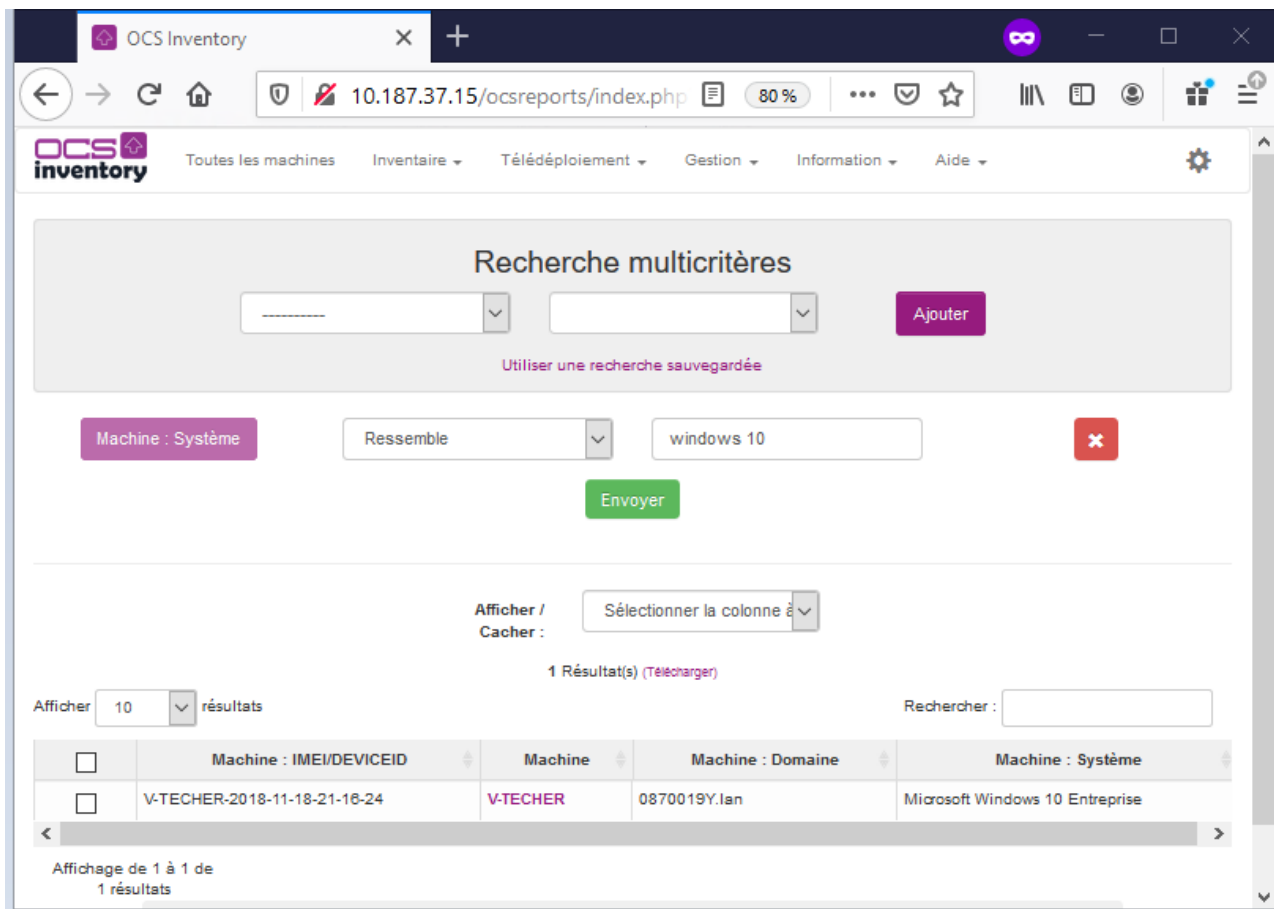 OCS Inventory
10.187.37.15/ocsreports/index.php 80 %
OCS inventory Toutes les machines Inventaire Télédéploiement Gestion Information Aide
Recherche multicritères
---------- Ajouter
Utiliser une recherche sauvegardée
Machine : Système Ressemble windows 10
Envoyer
Afficher / Cacher : Sélectionner la colonne à
1 Résultat(s) (Télécharger)
Afficher 10 résultats Rechercher :
Machine : IMEI/DEVICEID Machine Machine : Domaine Machine : Système
V-TECHER-2018-11-18-21-16-24 V-TECHER 0870019Y.lan Microsoft Windows 10 Entreprise
Affichage de 1 à 1 de
1 résultats